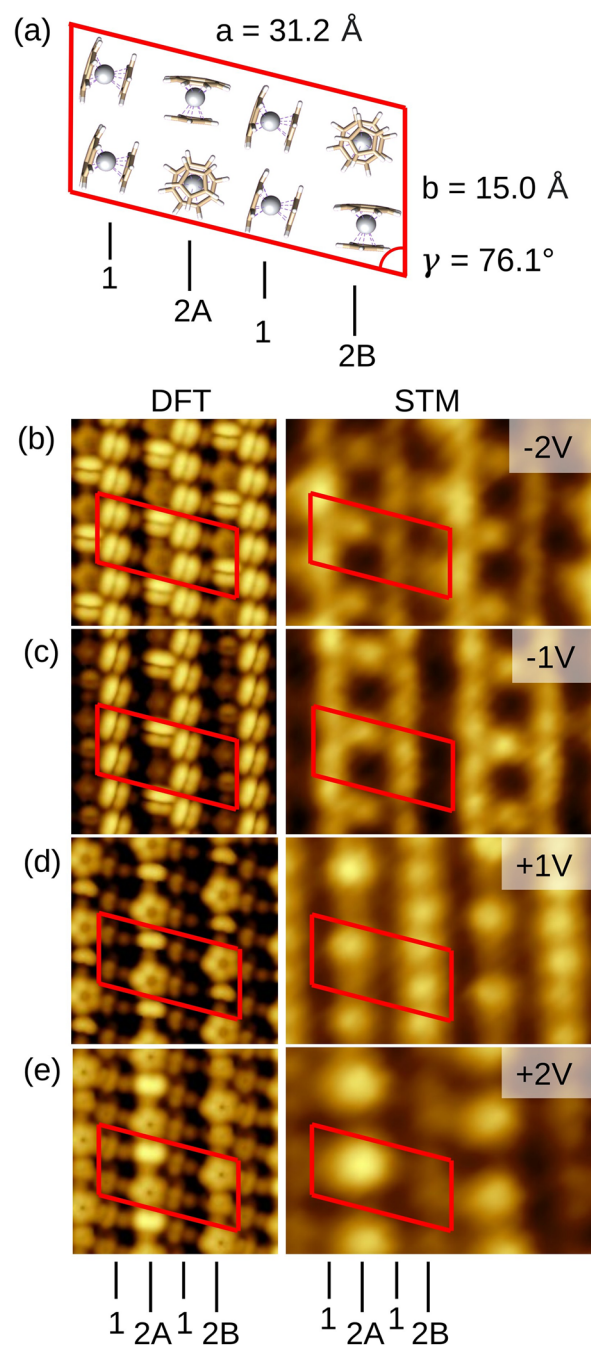 (a)
a = 31.2 Å
b = 15.0 Å
γ = 76.1°
1
2A
1
2B
DFT STM
(b)
-2V
(c)
-1V
(d)
+1V
(e)
+2V
1 2A 1 2B 1 2A 1 2B